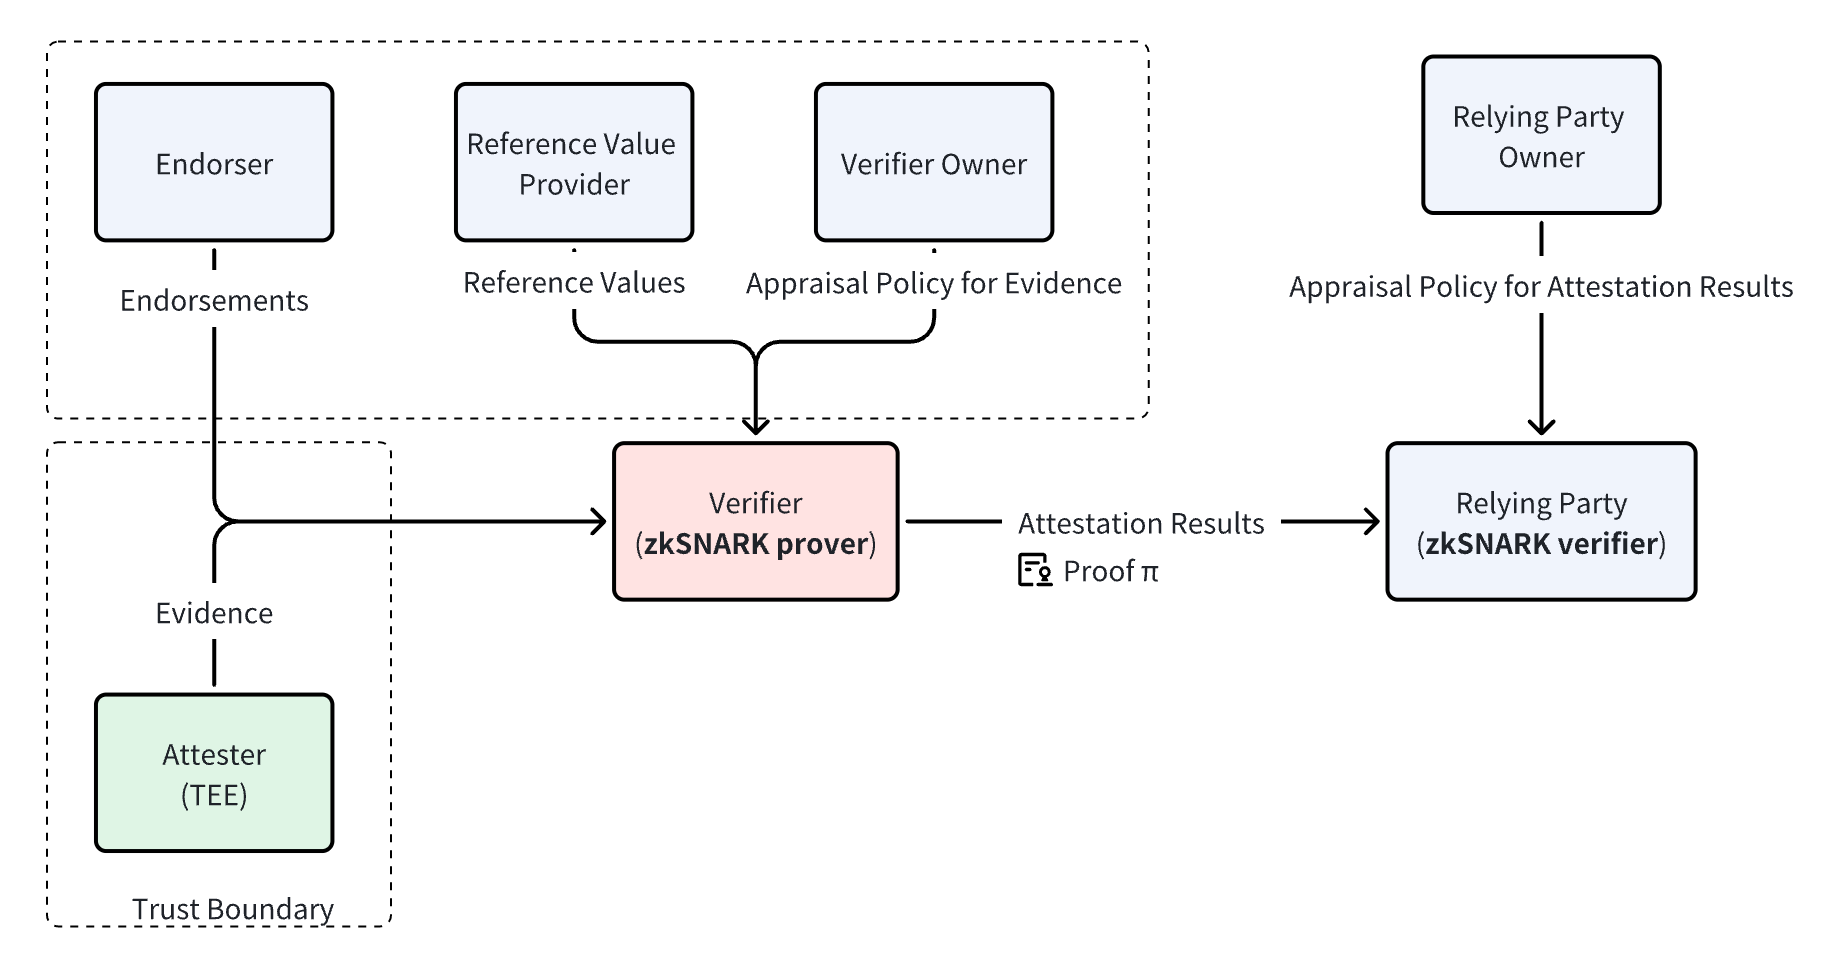 Endorser
Reference Value
Provider
Verifier Owner
Relying Party
Owner
Endorsements
Reference Values
Appraisal Policy for Evidence
Appraisal Policy for Attestation Results
Verifier
(zkSNARK prover)
Attestation Results
Proof π
Relying Party
(zkSNARK verifier)
Evidence
Attester
(TEE)
Trust Boundary